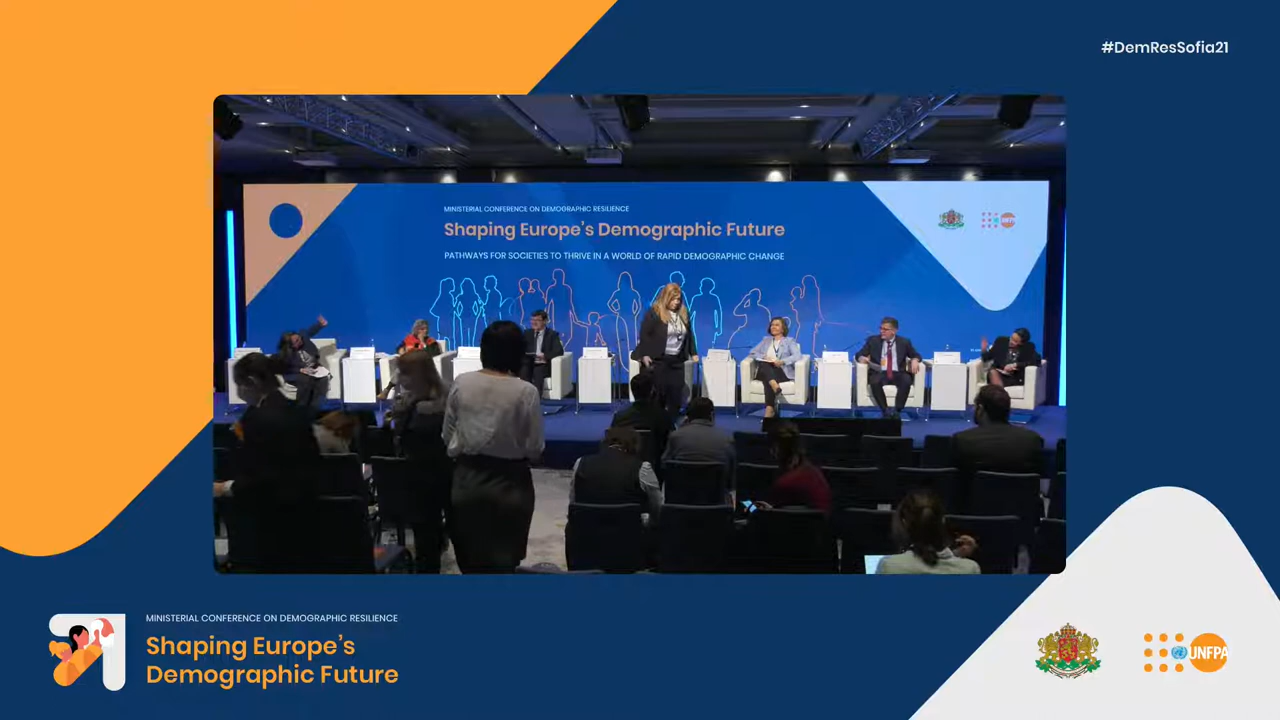 #DemResSofia21
MINISTERIAL CONFERENCE ON DEMOGRAPHIC RESILIENCE
Shaping Europe's Demographic Future
PATHWAYS FOR SOCIETIES TO THRIVE IN A WORLD OF RAPID DEMOGRAPHIC CHANGE
MINISTERIAL CONFERENCE ON DEMOGRAPHIC RESILIENCE
Shaping Europe's
Demographic Future
UNFPA